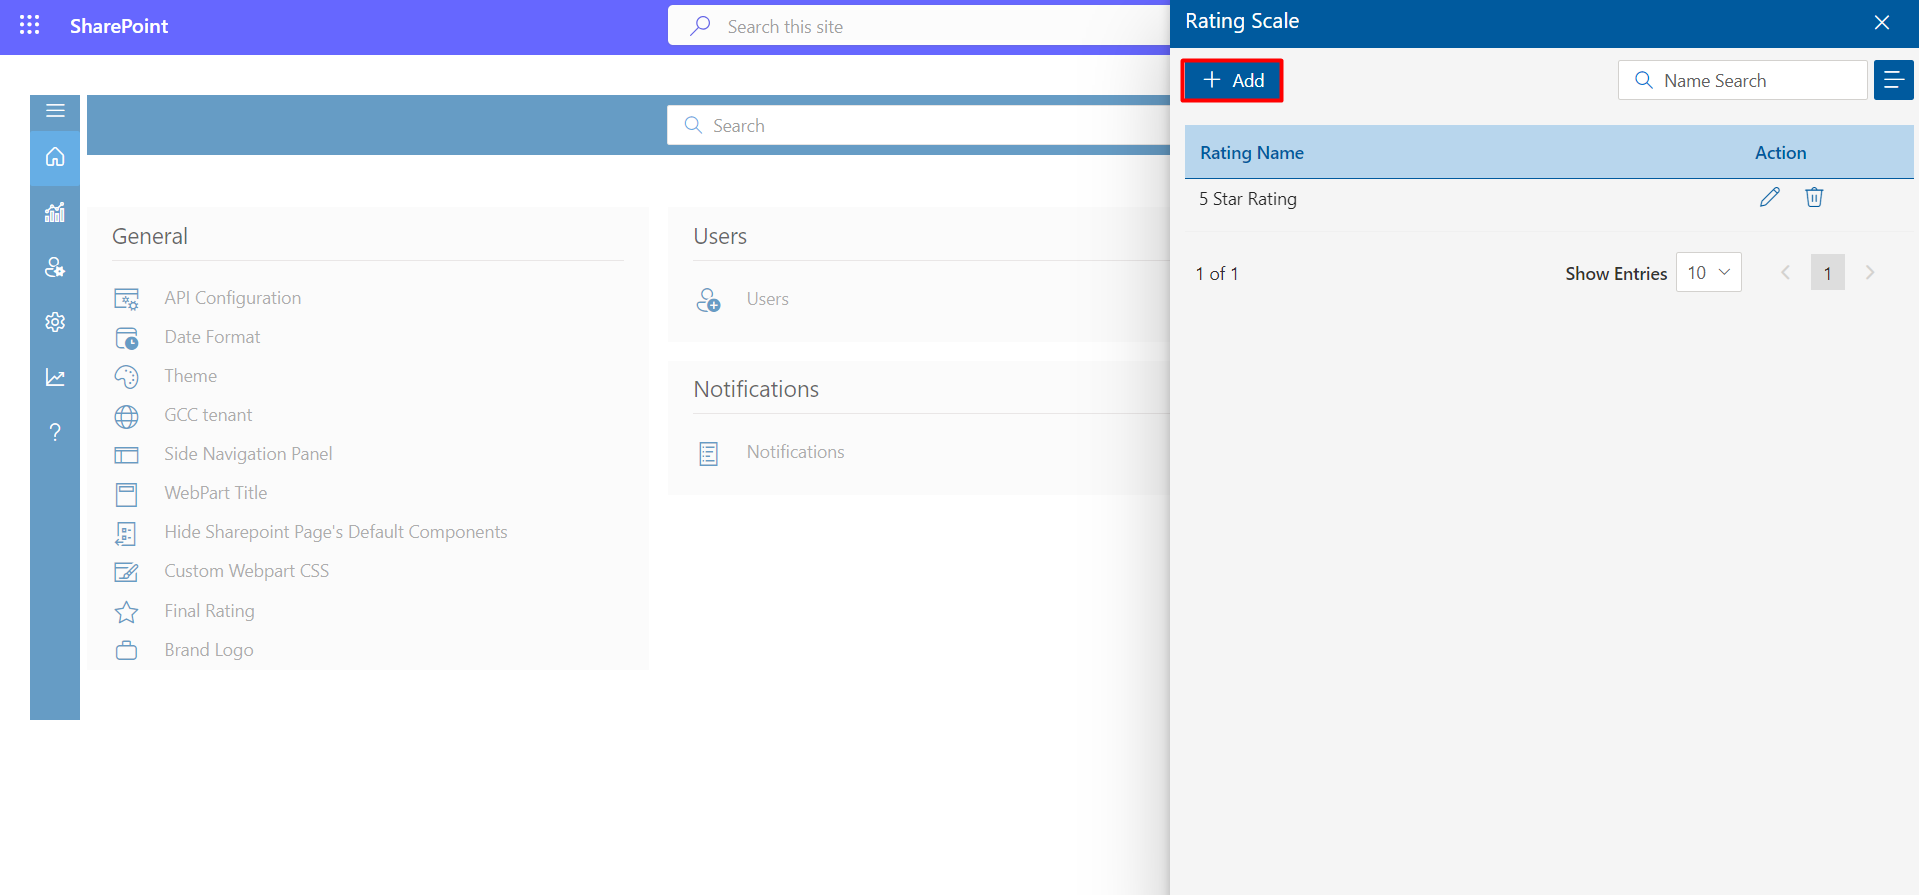 SharePoint
Search this site
Rating Scale
Add
Name Search
Search
Rating Name Action
5 Star Rating
1 of 1 Show Entries 10 1
General
API Configuration
Date Format
Theme
GCC tenant
Side Navigation Panel
WebPart Title
Hide Sharepoint Page's Default Components
Custom Webpart CSS
Final Rating
Brand Logo
Users
Users
Notifications
Notifications